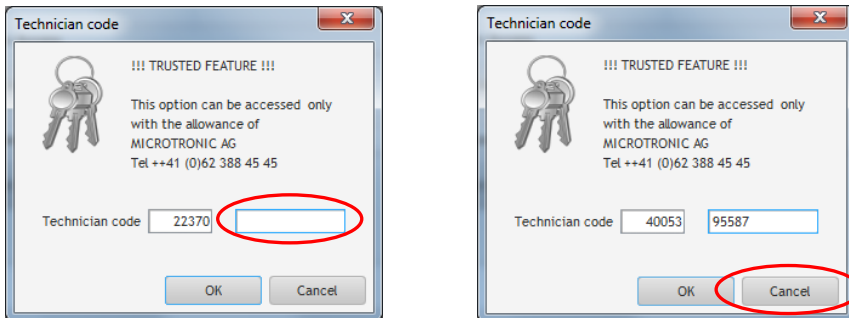 Technician code
!!! TRUSTED FEATURE !!!
This option can be accessed only
with the allowance of
MICROTRONIC AG
Tel ++41 (0)62 388 45 45
Technician code 22370
OK Cancel
Technician code
!!! TRUSTED FEATURE !!!
This option can be accessed only
with the allowance of
MICROTRONIC AG
Tel ++41 (0)62 388 45 45
Technician code 40053 95587
OK Cancel